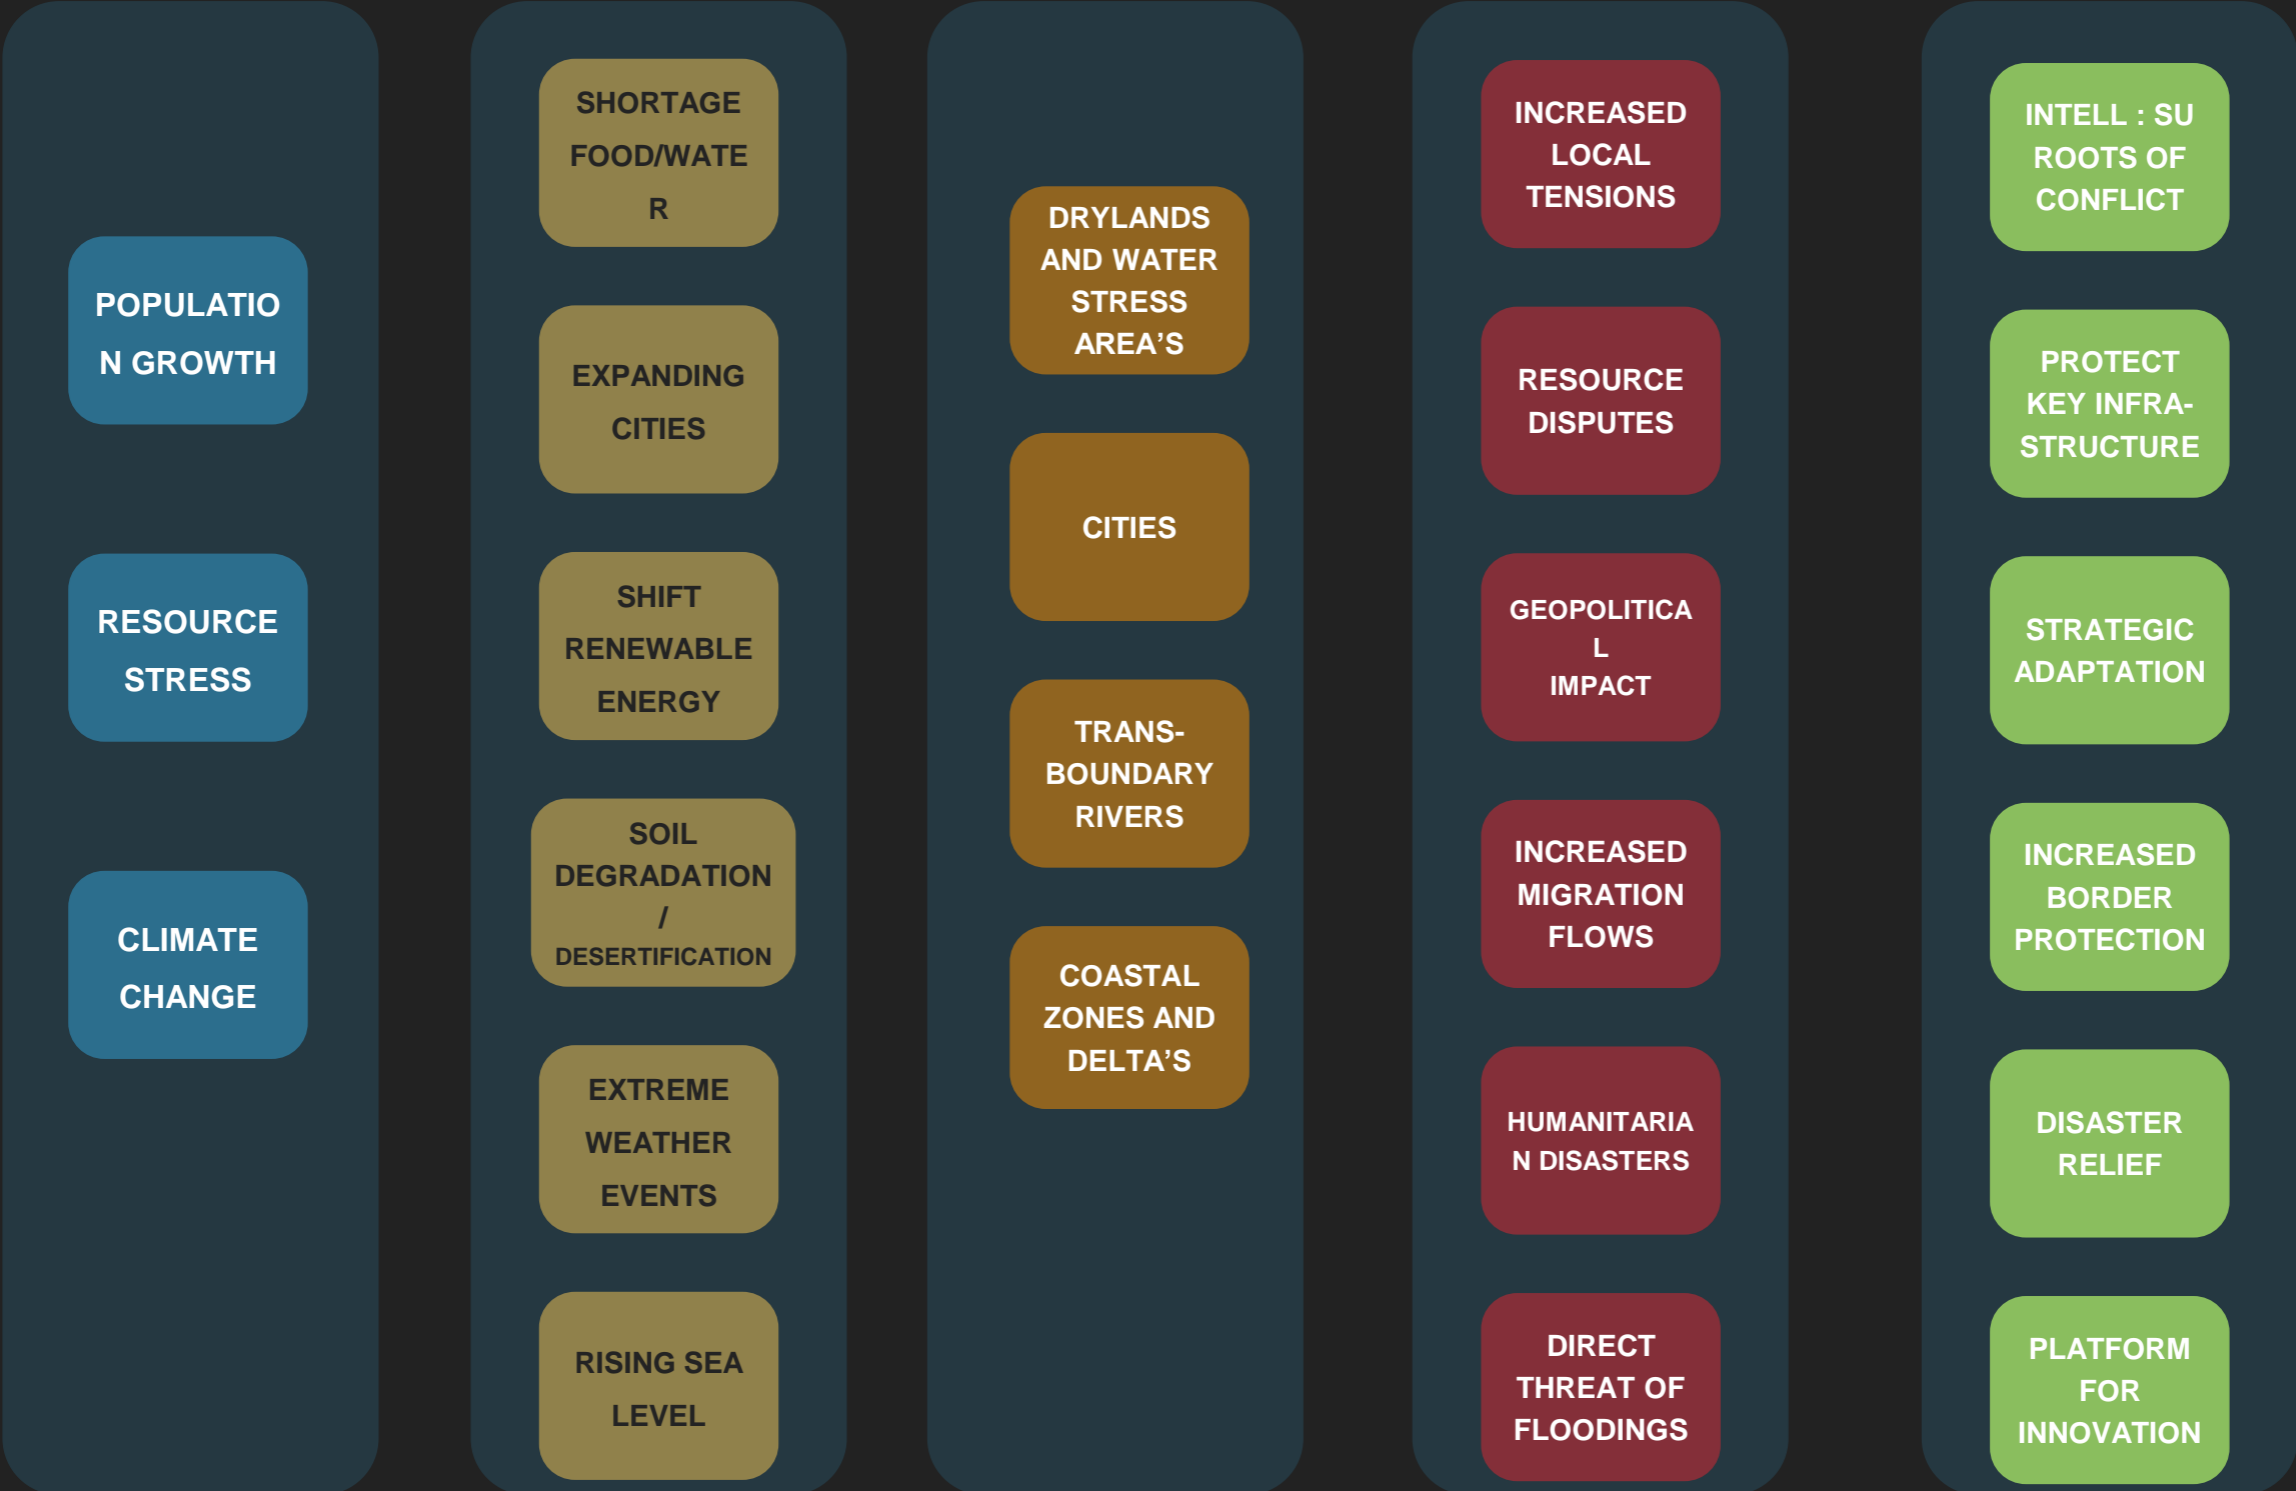 POPULATIO
N GROWTH
RESOURCE
STRESS
CLIMATE
CHANGE
SHORTAGE
FOOD/WATE
R
EXPANDING
CITIES
SHIFT
RENEWABLE
ENERGY
SOIL
DEGRADATION
/
DESERTIFICATION
EXTREME
WEATHER
EVENTS
RISING SEA
LEVEL
DRYLANDS
AND WATER
STRESS
AREA’S
CITIES
TRANS-
BOUNDARY
RIVERS
COASTAL
ZONES AND
DELTA’S
INCREASED
LOCAL
TENSIONS
RESOURCE
DISPUTES
GEOPOLITICA
L
IMPACT
INCREASED
MIGRATION
FLOWS
HUMANITARIA
N DISASTERS
DIRECT
THREAT OF
FLOODINGS
INTELL : SU
ROOTS OF
CONFLICT
PROTECT
KEY INFRA-
STRUCTURE
STRATEGIC
ADAPTATION
INCREASED
BORDER
PROTECTION
DISASTER
RELIEF
PLATFORM
FOR
INNOVATION